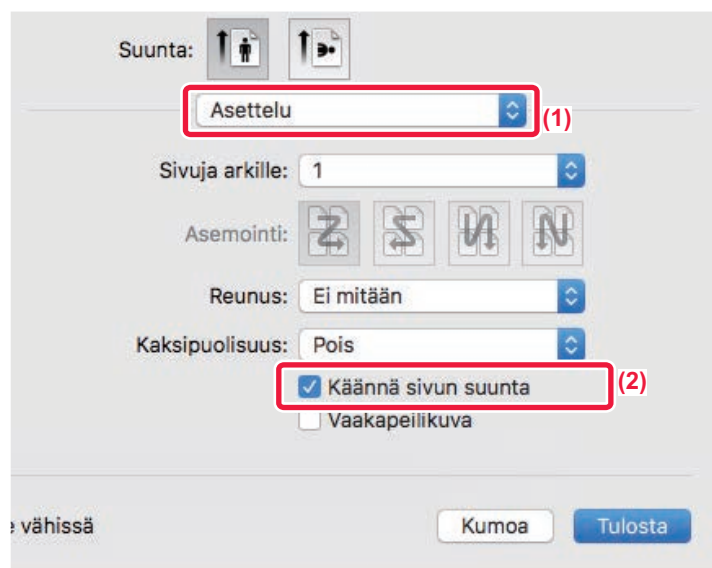 Suunta:
Asettelu (1)
Sivuja arkille: 1
Asemointi:
Reunus: Ei mitään
Kaksipuolisuus: Pois
Käännä sivun suunta (2)
Vaakapeilikuva
vähissä Kumoa Tulosta